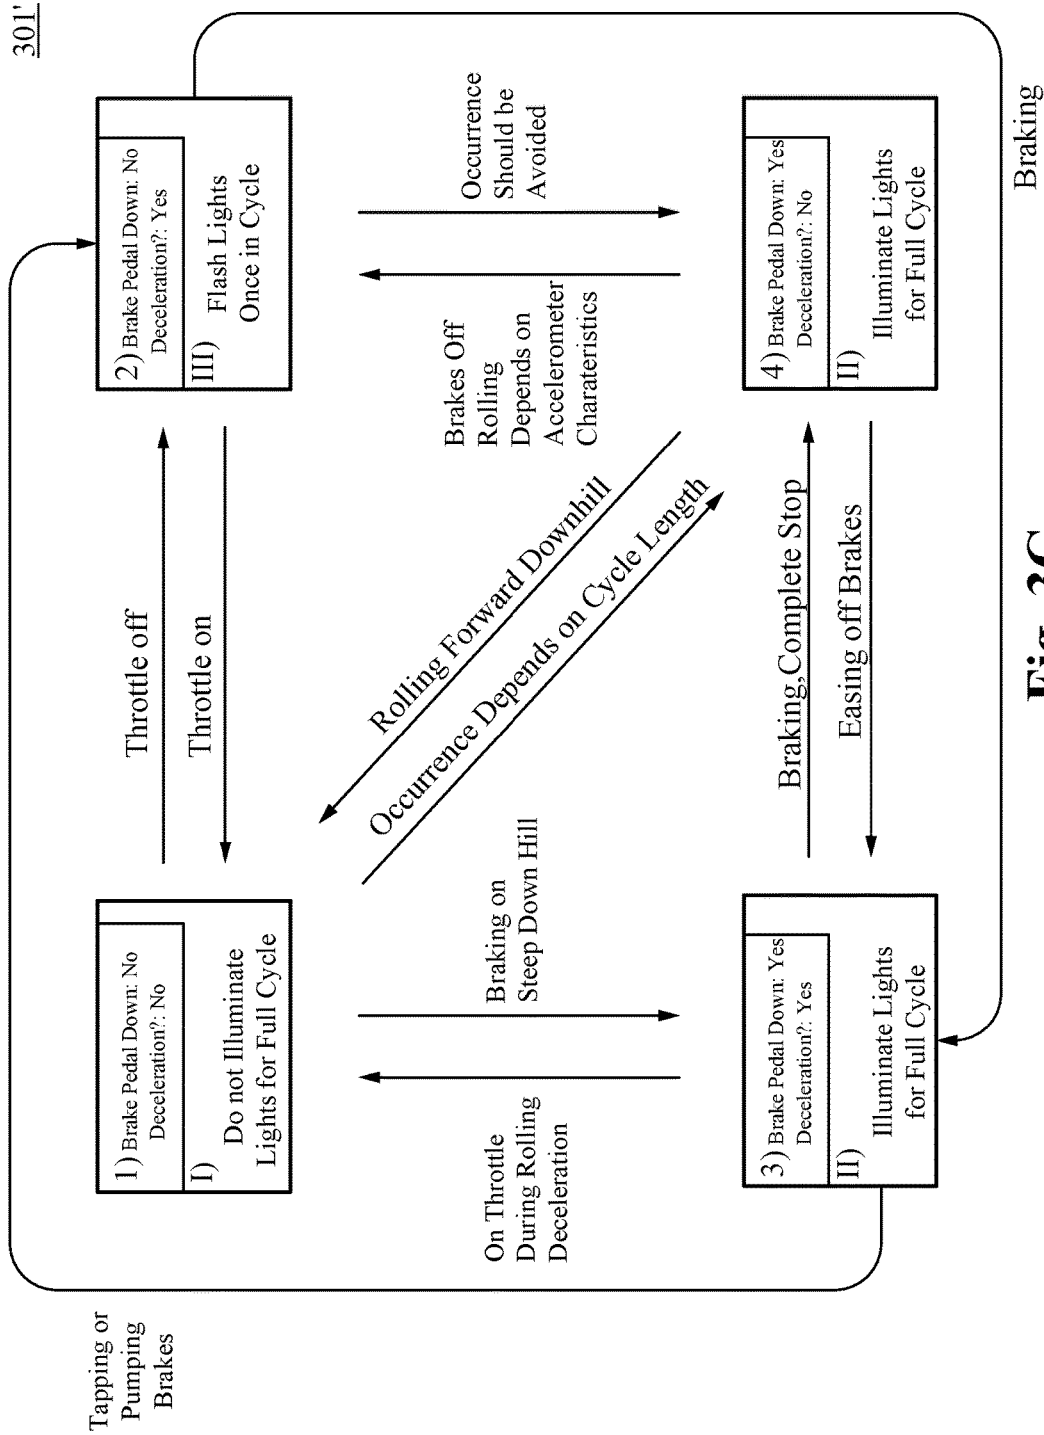 301'
Tapping or
Pumping
Brakes
1) Brake Pedal Down: No
Deceleration?: No
I)
Do not Illuminate
Lights for Full Cycle
Throttle off
Throttle on
2) Brake Pedal Down: No
Deceleration?: Yes
III)
Flash Lights
Once in Cycle
On Throttle
During Rolling
Deceleration
Braking on
Steep Down Hill
Rolling Forward Downhill
Occurrence Depends on Cycle Length
Brakes Off
Rolling
Depends on
Accelerometer
Charateristics
Occurrence
Should be
Avoided
3) Brake Pedal Down: Yes
Deceleration?: Yes
II)
Illuminate Lights
for Full Cycle
Braking,Complete Stop
Easing off Brakes
4) Brake Pedal Down: Yes
Deceleration?: No
II)
Illuminate Lights
for Full Cycle
Braking
Fig. 3C